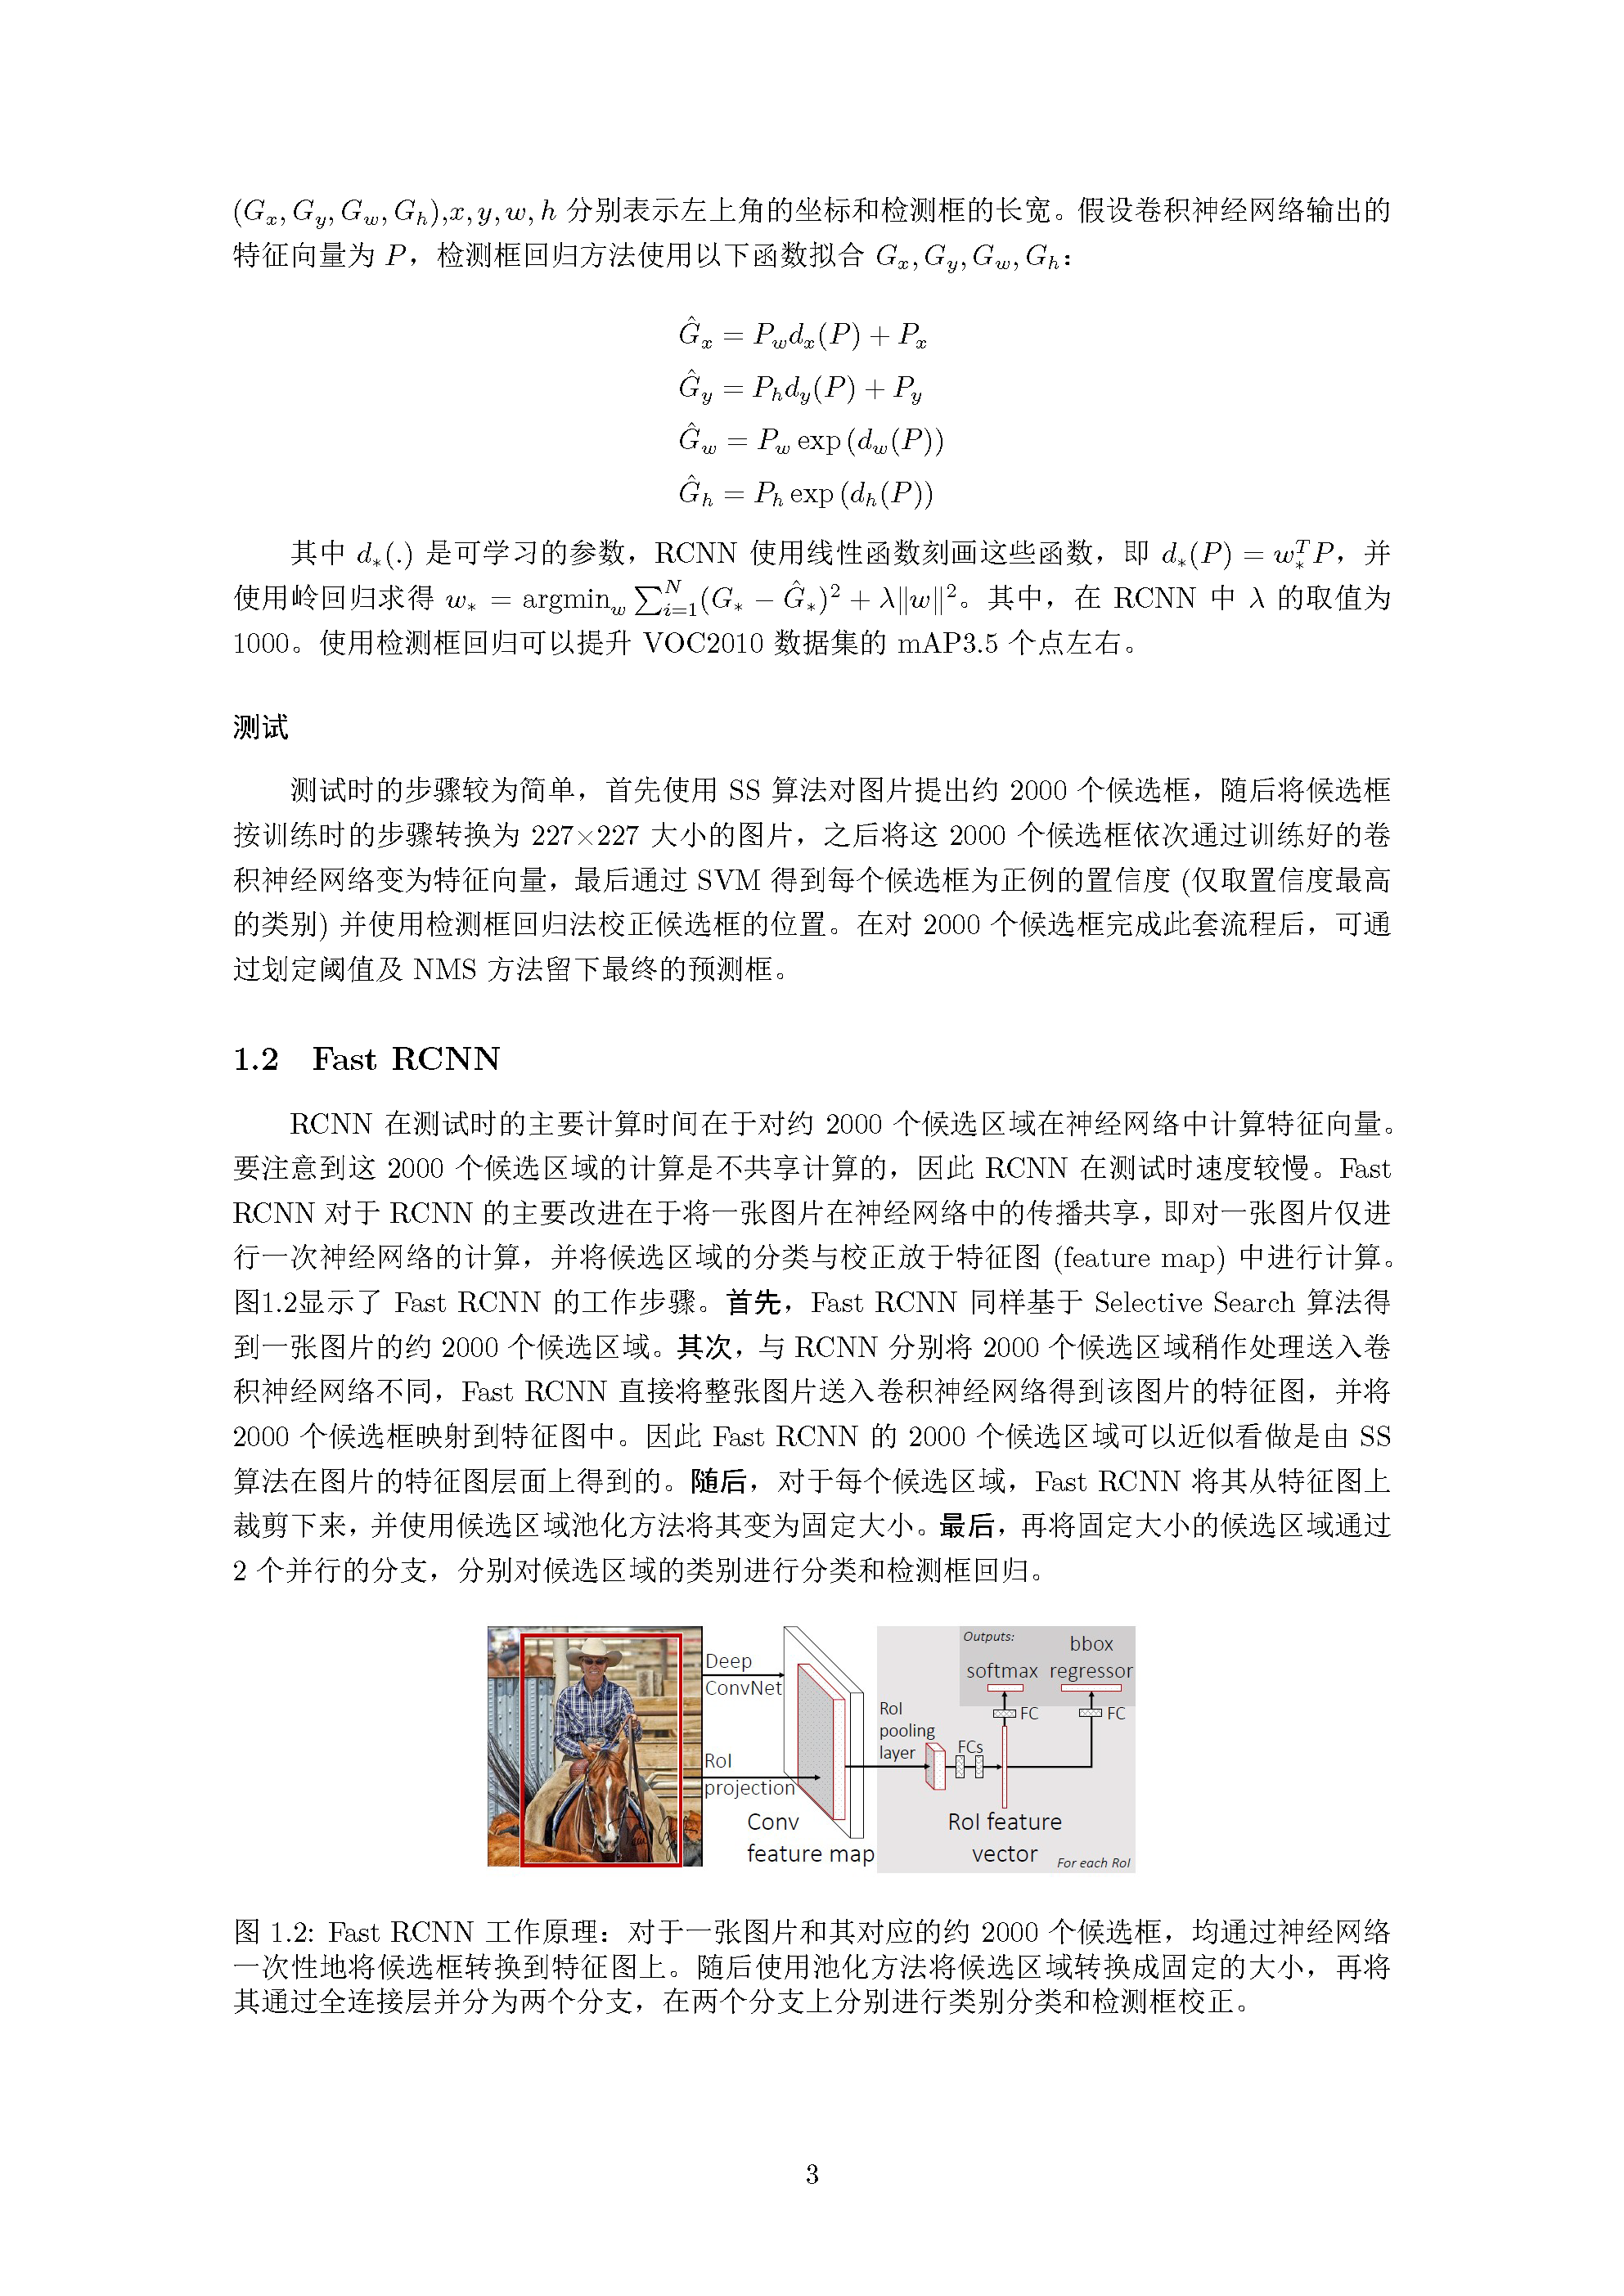 (G_x, G_y, G_w, G_h),x, y, w, h 分别表示左上角的坐标和检测框的长宽。假设卷积神经网络输出的
特征向量为 P，检测框回归方法使用以下函数拟合 G_x, G_y, G_w, G_h：
Ĝ_x = P_w d_x(P) + P_x
Ĝ_y = P_h d_y(P) + P_y
Ĝ_w = P_w exp (d_w(P))
Ĝ_h = P_h exp (d_h(P))
其中 d_*(.) 是可学习的参数，RCNN 使用线性函数刻画这些函数，即 d_*(P) = w_*^T P，并
使用岭回归求得 w_* = argmin_w ∑_{i=1}^N (G_* − Ĝ_*)^2 + λ‖w‖^2。其中，在 RCNN 中 λ 的取值为
1000。使用检测框回归可以提升 VOC2010 数据集的 mAP3.5 个点左右。
测试
测试时的步骤较为简单，首先使用 SS 算法对图片提出约 2000 个候选框，随后将候选框
按训练时的步骤转换为 227×227 大小的图片，之后将这 2000 个候选框依次通过训练好的卷
积神经网络变为特征向量，最后通过 SVM 得到每个候选框为正例的置信度 (仅取置信度最高
的类别) 并使用检测框回归法校正候选框的位置。在对 2000 个候选框完成此套流程后，可通
过划定阈值及 NMS 方法留下最终的预测框。
1.2 Fast RCNN
RCNN 在测试时的主要计算时间在于对约 2000 个候选区域在神经网络中计算特征向量。
要注意到这 2000 个候选区域的计算是不共享计算的，因此 RCNN 在测试时速度较慢。Fast
RCNN 对于 RCNN 的主要改进在于将一张图片在神经网络中的传播共享，即对一张图片仅进
行一次神经网络的计算，并将候选区域的分类与校正放于特征图 (feature map) 中进行计算。
图1.2显示了 Fast RCNN 的工作步骤。首先，Fast RCNN 同样基于 Selective Search 算法得
到一张图片的约 2000 个候选区域。其次，与 RCNN 分别将 2000 个候选区域稍作处理送入卷
积神经网络不同，Fast RCNN 直接将整张图片送入卷积神经网络得到该图片的特征图，并将
2000 个候选框映射到特征图中。因此 Fast RCNN 的 2000 个候选区域可以近似看做是由 SS
算法在图片的特征图层面上得到的。随后，对于每个候选区域，Fast RCNN 将其从特征图上
裁剪下来，并使用候选区域池化方法将其变为固定大小。最后，再将固定大小的候选区域通过
2 个并行的分支，分别对候选区域的类别进行分类和检测框回归。
Deep
ConvNet
RoI
projection
Conv
feature map
RoI
pooling
layer
FCs
RoI feature
vector
For each RoI
Outputs:
softmax
bbox
regressor
FC
FC
图 1.2: Fast RCNN 工作原理：对于一张图片和其对应的约 2000 个候选框，均通过神经网络
一次性地将候选框转换到特征图上。随后使用池化方法将候选区域转换成固定的大小，再将
其通过全连接层并分为两个分支，在两个分支上分别进行类别分类和检测框校正。
3